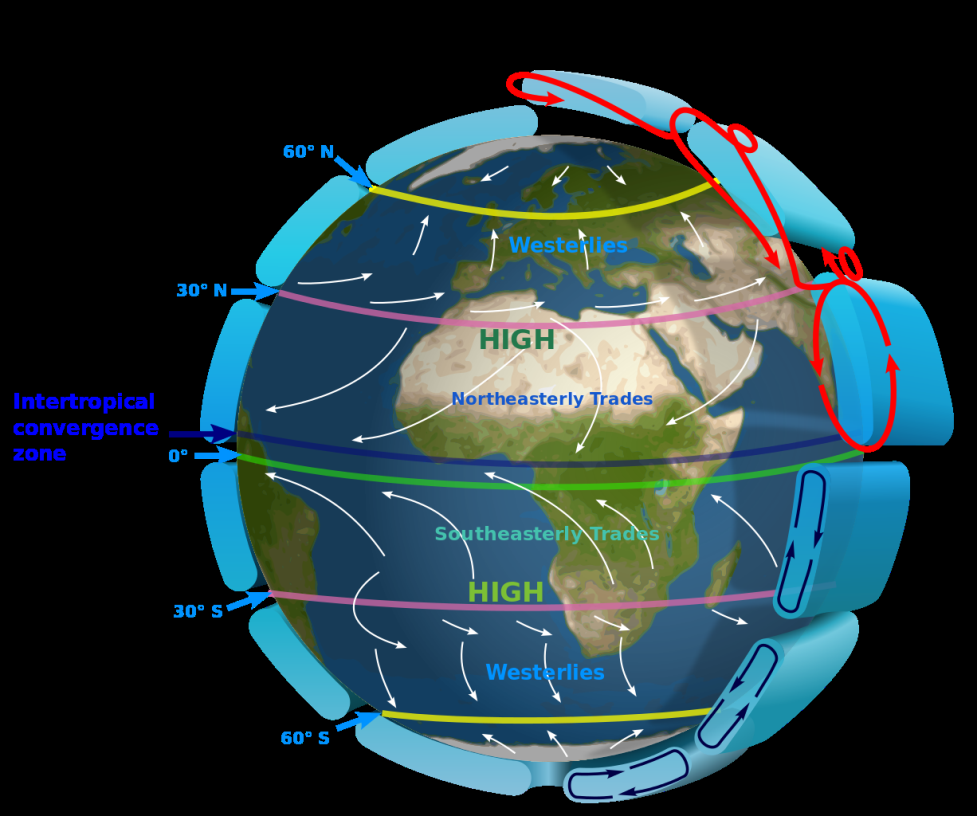 60° N
Westerlies
30° N
HIGH
Northeasterly Trades
Intertropical
convergence
zone
0°
Southeasterly Trades
HIGH
30° S
Westerlies
60° S